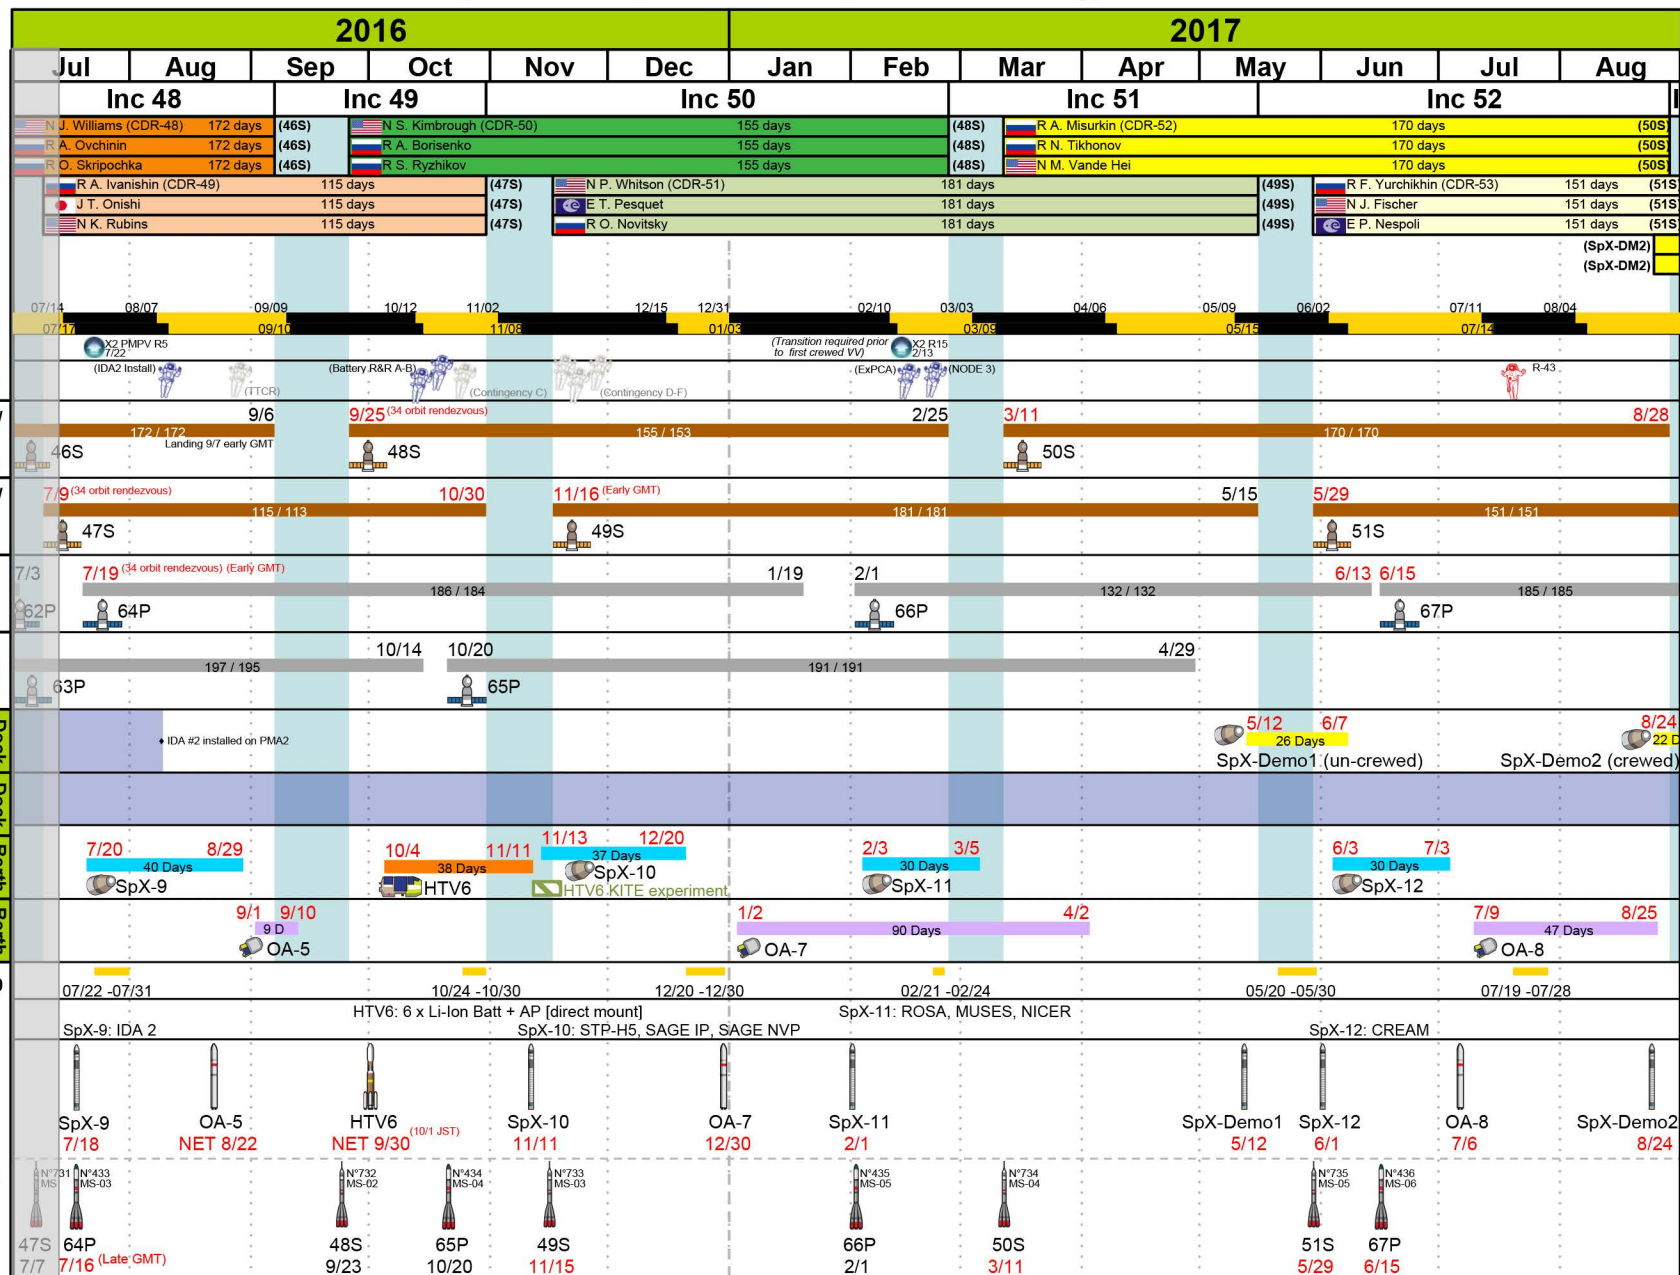 2016 2017
Jul Aug Sep Oct Nov Dec Jan Feb Mar Apr May Jun Jul Aug
Inc 48 Inc 49 Inc 50 Inc 51 Inc 52
N J. Williams (CDR-48) 172 days (46S) N S. Kimbrough (CDR-50) 155 days (48S) R A. Misurkin (CDR-52) 170 days (50S)
R A. Ovchinin 172 days (46S) R A. Borisenko 155 days (48S) R N. Tikhonov 170 days (50S)
R O. Skripochka 172 days (46S) R S. Ryzhikov 155 days (48S) N M. Vande Hei 170 days (50S)
R A. Ivanishin (CDR-49) 115 days (47S) N P. Whitson (CDR-51) 181 days (49S) R F. Yurchikhin (CDR-53) 151 days (51S
J T. Onishi 115 days (47S) E T. Pesquet 181 days (49S) N J. Fischer 151 days (51S
N K. Rubins 115 days (47S) R O. Novitsky 181 days (49S) E P. Nespoli 151 days (51S
(SpX-DM2)
(SpX-DM2)
07/14 08/07 09/09 10/12 11/02 12/15 12/31 02/10 03/03 04/06 05/09 06/02 07/11 08/04
07/17 09/10 11/08 01/03 03/09 05/15 07/14
X2 PMPV R5 (Transition required prior X2 R15
7/22 to first crewed VV) 2/13
(IDA2 Install) (Battery R&R A-B) (ExPCA) (NODE 3) R-43
(TTCR) (Contingency C) (Contingency D-F)
9/6 9/25 (34 orbit rendezvous) 2/25 3/11 8/28
172 / 172 155 / 153 170 / 170
Landing 9/7 early GMT
46S 48S 50S
7/9 (34 orbit rendezvous) 10/30 11/16 (Early GMT) 5/15 5/29
115 / 113 181 / 181 151 / 151
47S 49S 51S
7/3 7/19 (34 orbit rendezvous) (Early GMT) 1/19 2/1 6/13 6/15
186 / 184 132 / 132 185 / 185
62P 64P 66P 67P
10/14 10/20 4/29
197 / 195 191 / 191
63P 65P
5/12 6/7 8/24
IDA #2 installed on PMA2 26 Days 22 D
SpX-Demo1 (un-crewed) SpX-Demo2 (crewed)
11/13 12/20
7/20 8/29 10/4 11/11 2/3 3/5 6/3 7/3
40 Days 38 Days 37 Days 30 Days 30 Days
SpX-9 HTV6 SpX-10 SpX-11 SpX-12
HTV6 KITE experiment
9/1 9/10 1/2 4/2 7/9 8/25
9 D 90 Days 47 Days
OA-5 OA-7 OA-8
07/22 -07/31 10/24 -10/30 12/20 -12/30 02/21 -02/24 05/20 -05/30 07/19 -07/28
HTV6: 6 x Li-Ion Batt + AP [direct mount] SpX-11: ROSA, MUSES, NICER
SpX-9: IDA 2 SpX-10: STP-H5, SAGE IP, SAGE NVP SpX-12: CREAM
SpX-9 OA-5 HTV6 SpX-10 OA-7 SpX-11 SpX-Demo1 SpX-12 OA-8 SpX-Demo2
7/18 NET 8/22 NET 9/30 (10/1 JST) 11/11 12/30 2/1 5/12 6/1 7/6 8/24
N°731 N°433 N°732 N°434 N°733 N°435 N°734 N°735 N°436
MS MS-03 MS-02 MS-04 MS-03 MS-05 MS-04 MS-05 MS-06
47S 64P 48S 65P 49S 66P 50S 51S 67P
7/7 7/16 (Late GMT) 9/23 10/20 11/15 2/1 3/11 5/29 6/15